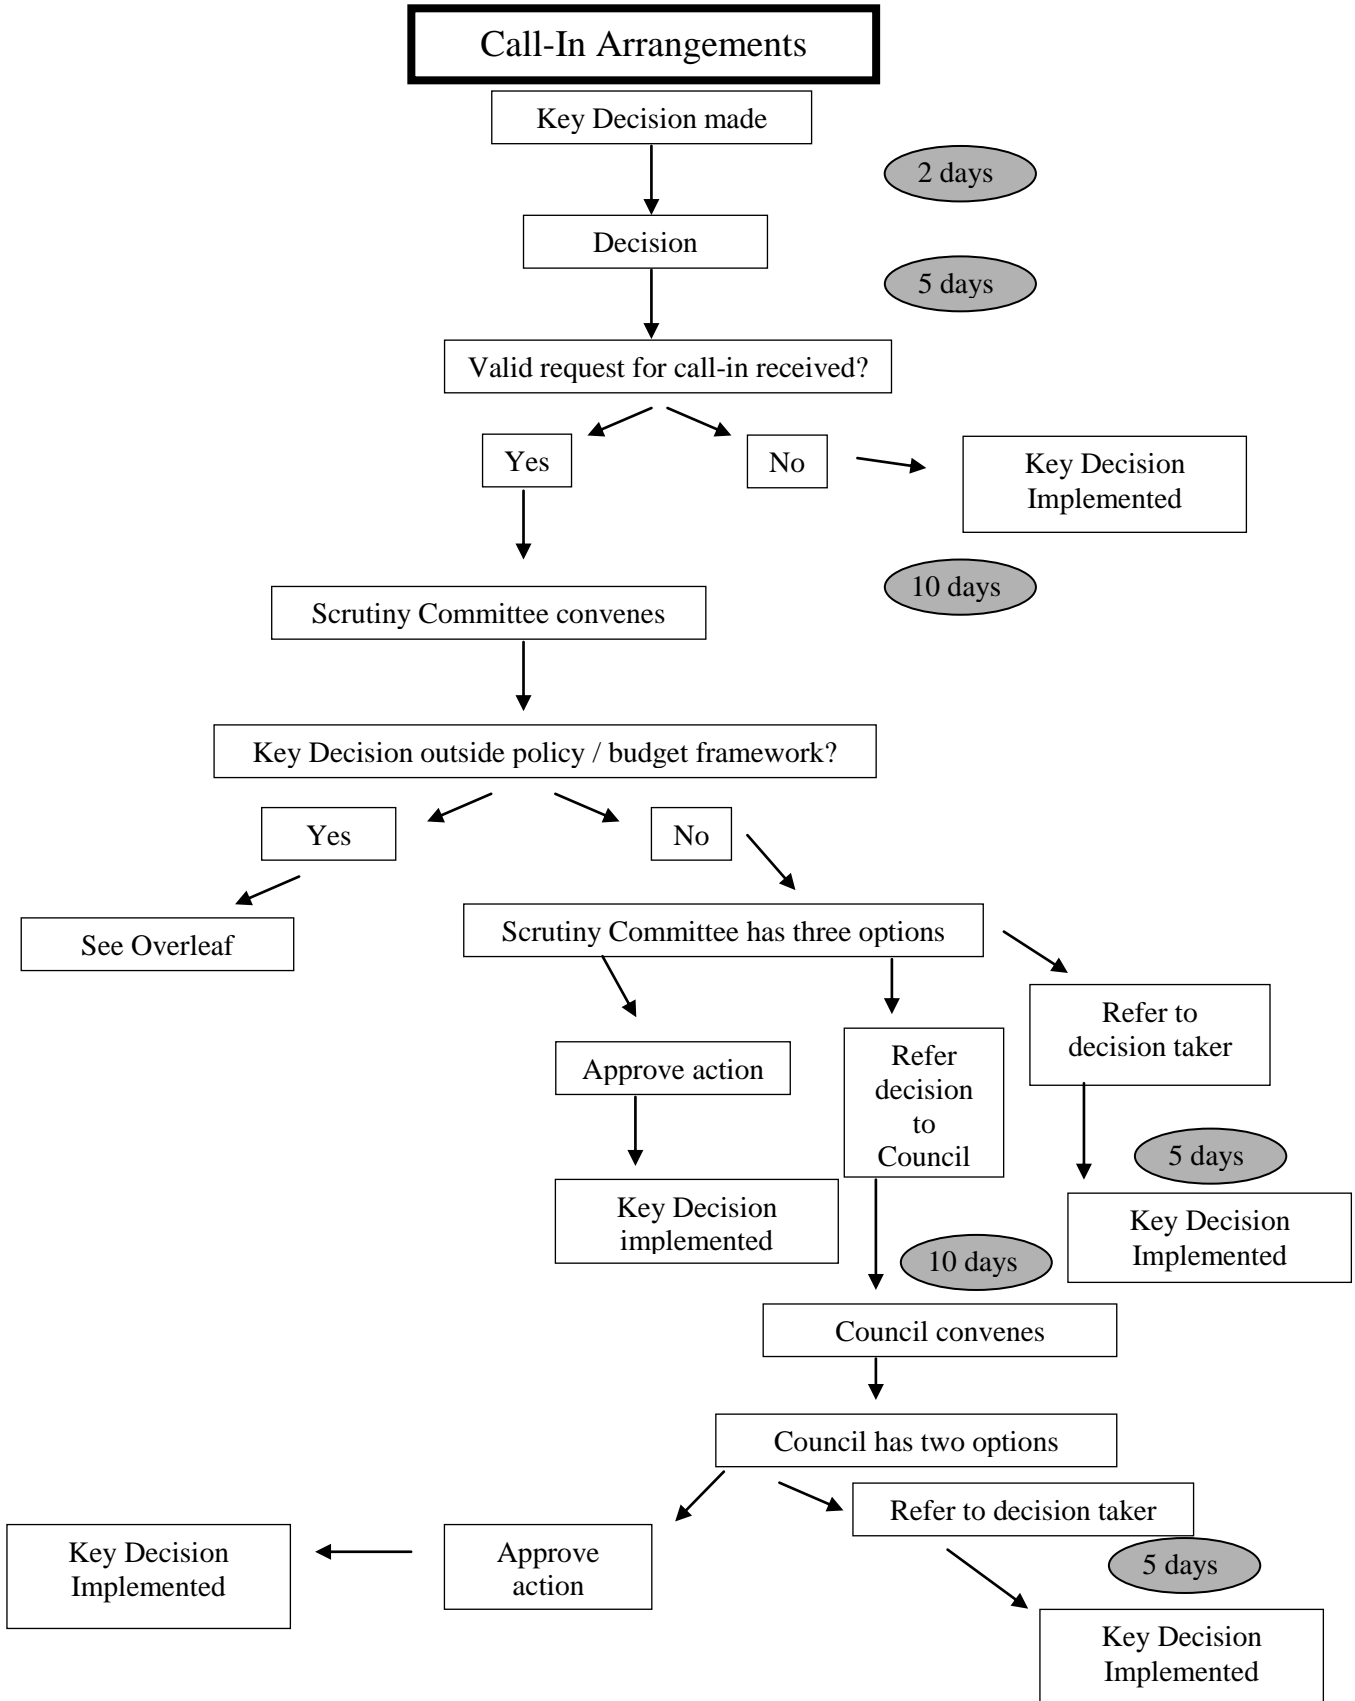 Call-In Arrangements
Key Decision made
2 days
Decision
5 days
Valid request for call-in received?
Yes
No
Key Decision
Implemented
10 days
Scrutiny Committee convenes
Key Decision outside policy / budget framework?
Yes
No
See Overleaf
Scrutiny Committee has three options
Approve action
Refer
decision
to
Council
Refer to
decision taker
5 days
Key Decision
implemented
Key Decision
Implemented
10 days
Council convenes
Council has two options
Refer to decision taker
Key Decision
Implemented
Approve
action
5 days
Key Decision
Implemented